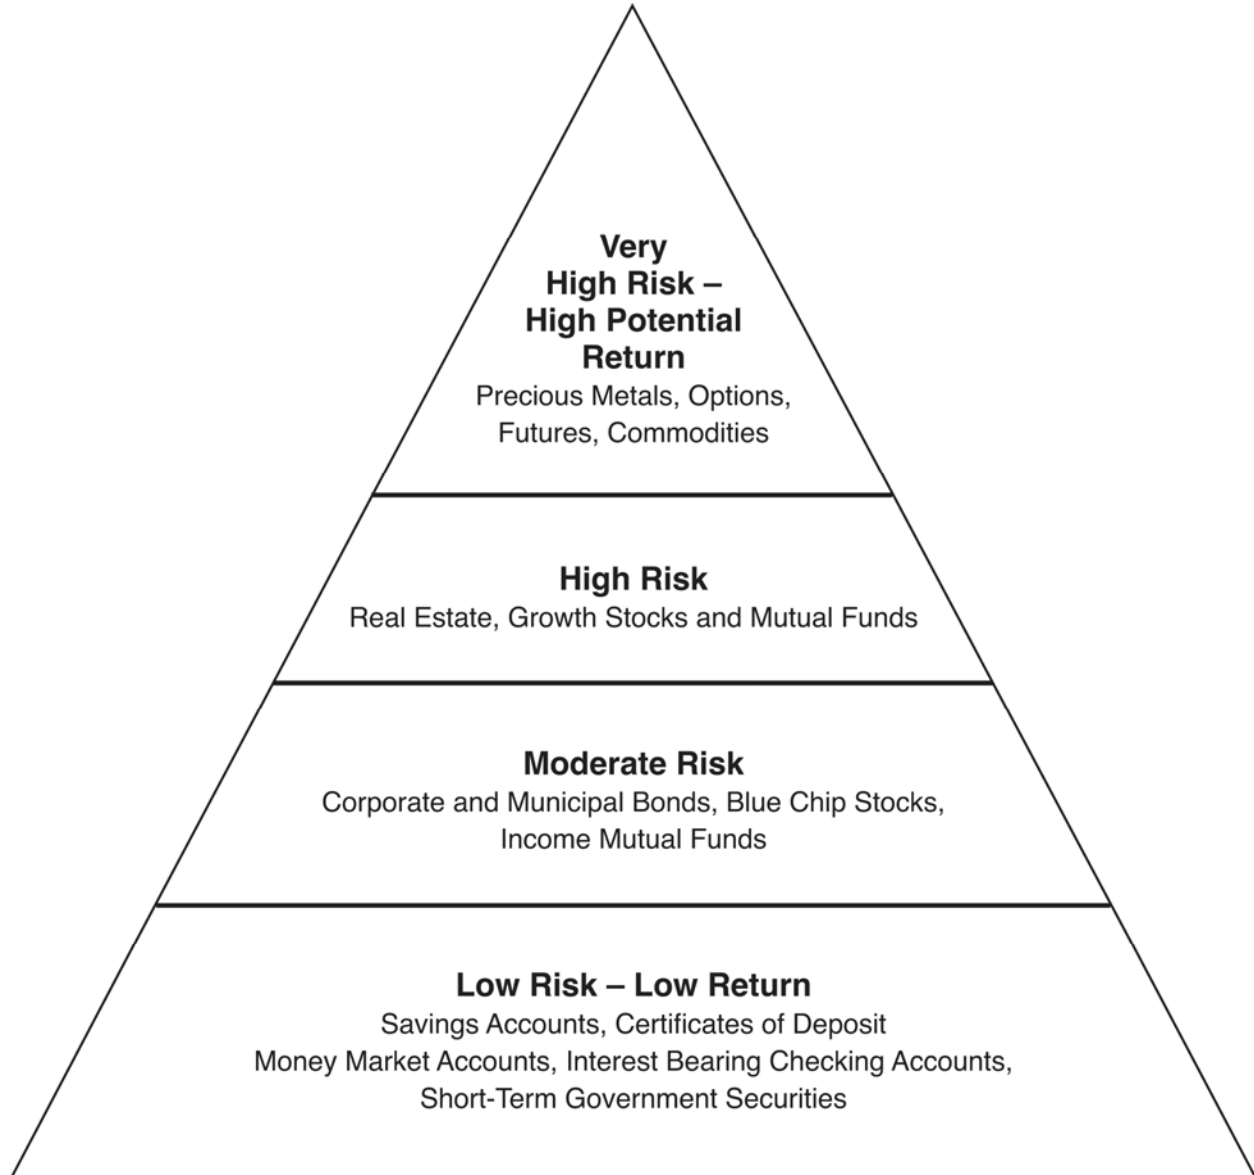 Very
High Risk –
High Potential
Return
Precious Metals, Options,
Futures, Commodities
High Risk
Real Estate, Growth Stocks and Mutual Funds
Moderate Risk
Corporate and Municipal Bonds, Blue Chip Stocks,
Income Mutual Funds
Low Risk – Low Return
Savings Accounts, Certificates of Deposit
Money Market Accounts, Interest Bearing Checking Accounts,
Short-Term Government Securities